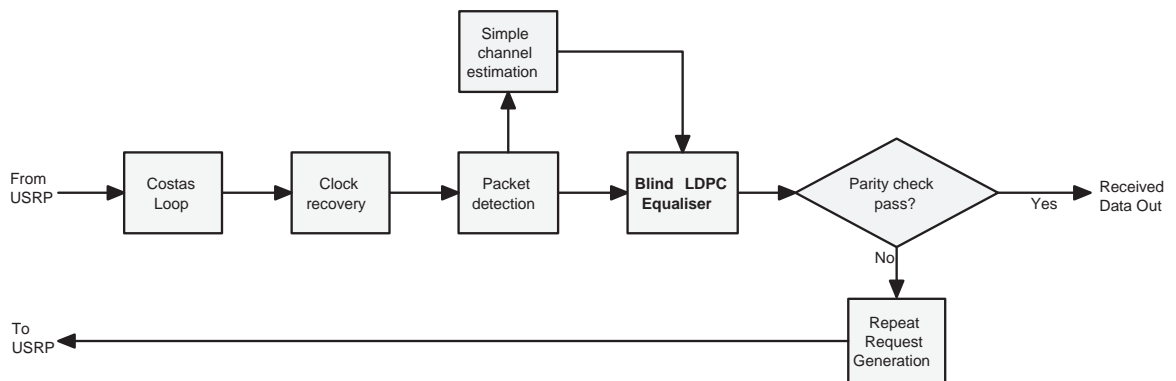 Simple
channel
estimation
From
USRP
Costas
Loop
Clock
recovery
Packet
detection
Blind LDPC
Equaliser
Parity check
pass?
Yes
Received
Data Out
No
To
USRP
Repeat
Request
Generation